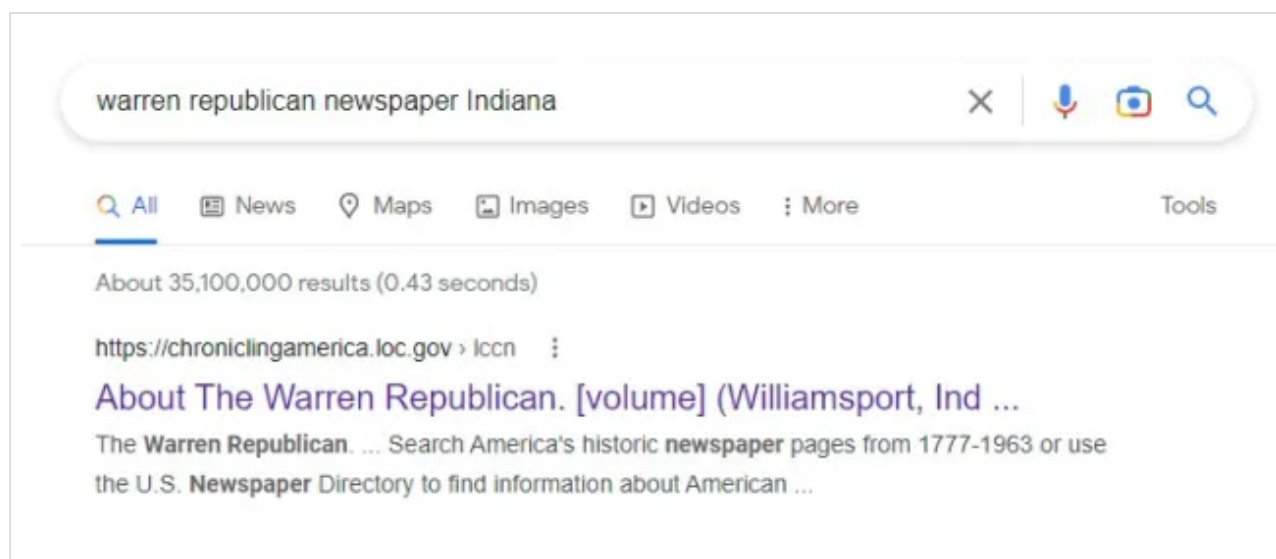 warren republican newspaper Indiana
All News Maps Images Videos More Tools
About 35,100,000 results (0.43 seconds)
https://chroniclingamerica.loc.gov › lccn
About The Warren Republican. [volume] (Williamsport, Ind ...
The Warren Republican. ... Search America's historic newspaper pages from 1777-1963 or use
the U.S. Newspaper Directory to find information about American ...